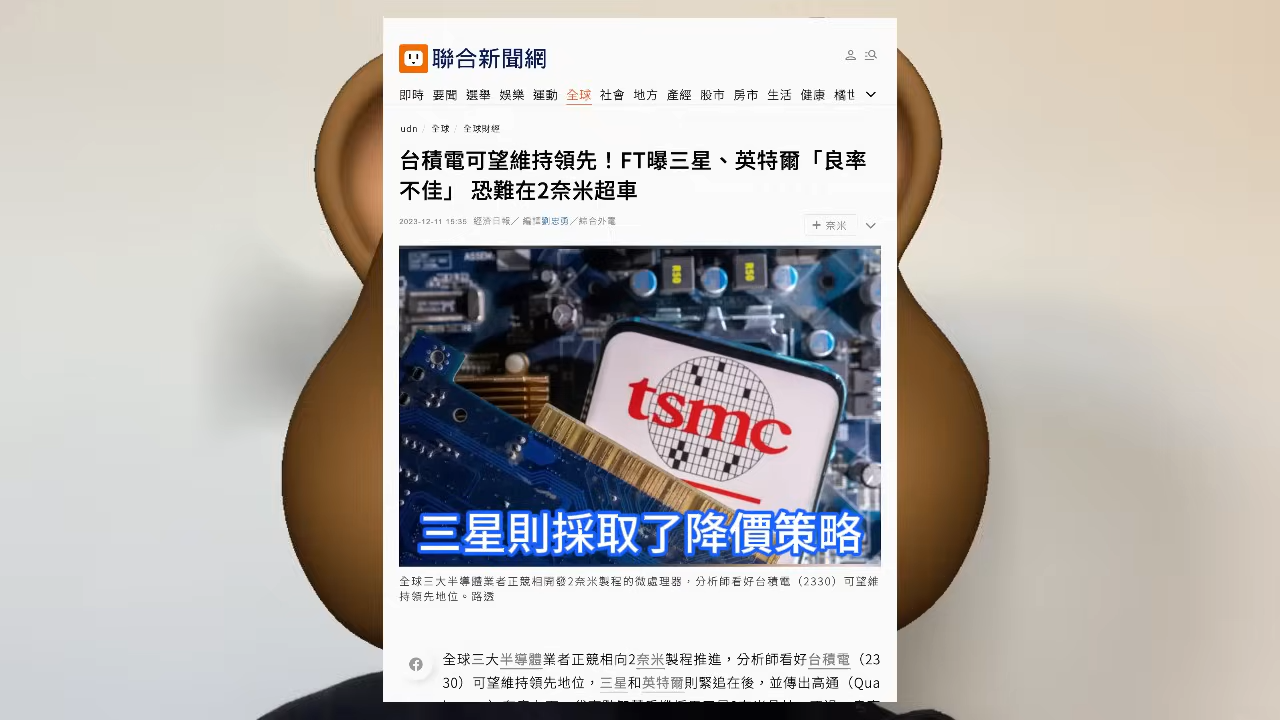 聯合新聞網
即時 要聞 選舉 娛樂 運動 全球 社會 地方 產經 股市 房市 生活 健康 橘世
udn / 全球 / 全球財經
台積電可望維持領先！FT曝三星、英特爾「良率
不佳」 恐難在2奈米超車
2023-12-11 15:35 經濟日報／ 編譯劉忠勇／綜合外電
+ 奈米
R50
R50
tsmc
三星則採取了降價策略
全球三大半導體業者正競相開發2奈米製程的微處理器，分析師看好台積電（2330）可望維
持領先地位。路透
全球三大半導體業者正競相向2奈米製程推進，分析師看好台積電（23
30）可望維持領先地位，三星和英特爾則緊追在後，並傳出高通（Qua